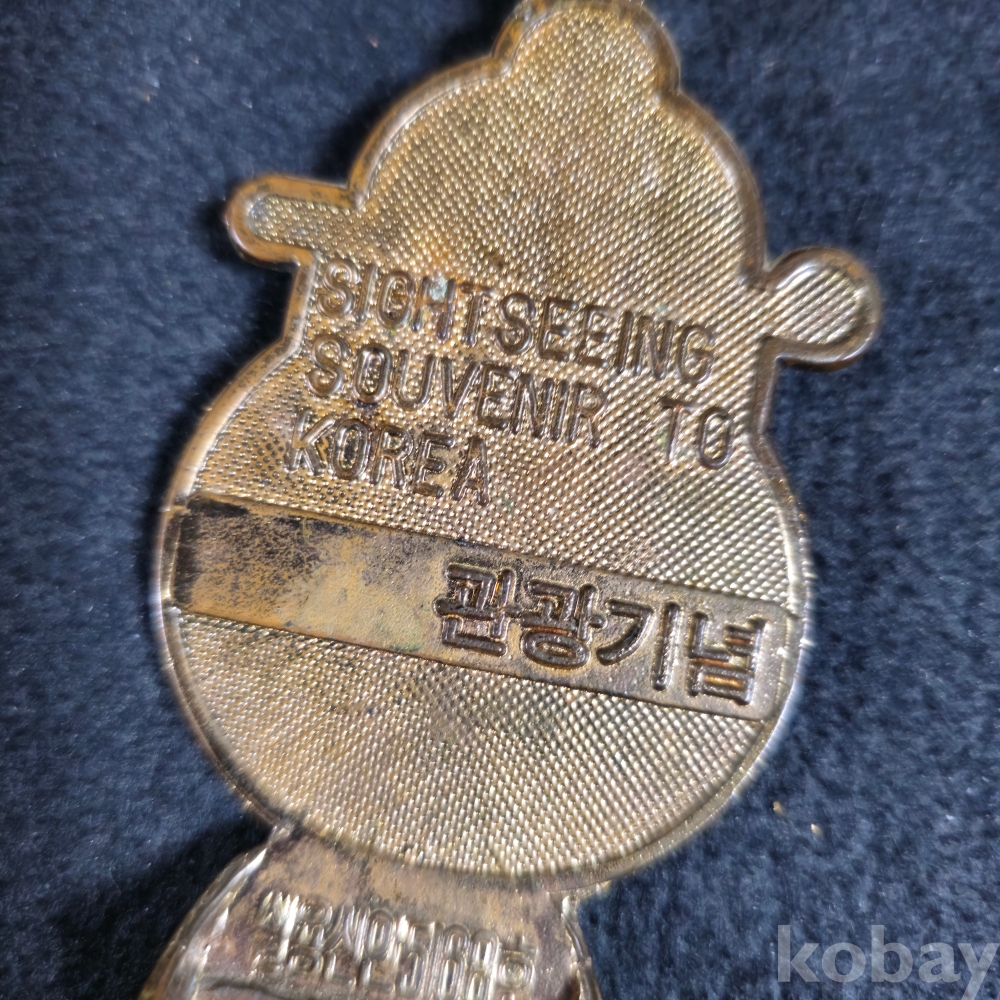 SIGHTSEEING
SOUVENIR TO
KOREA
관광기념
kobay